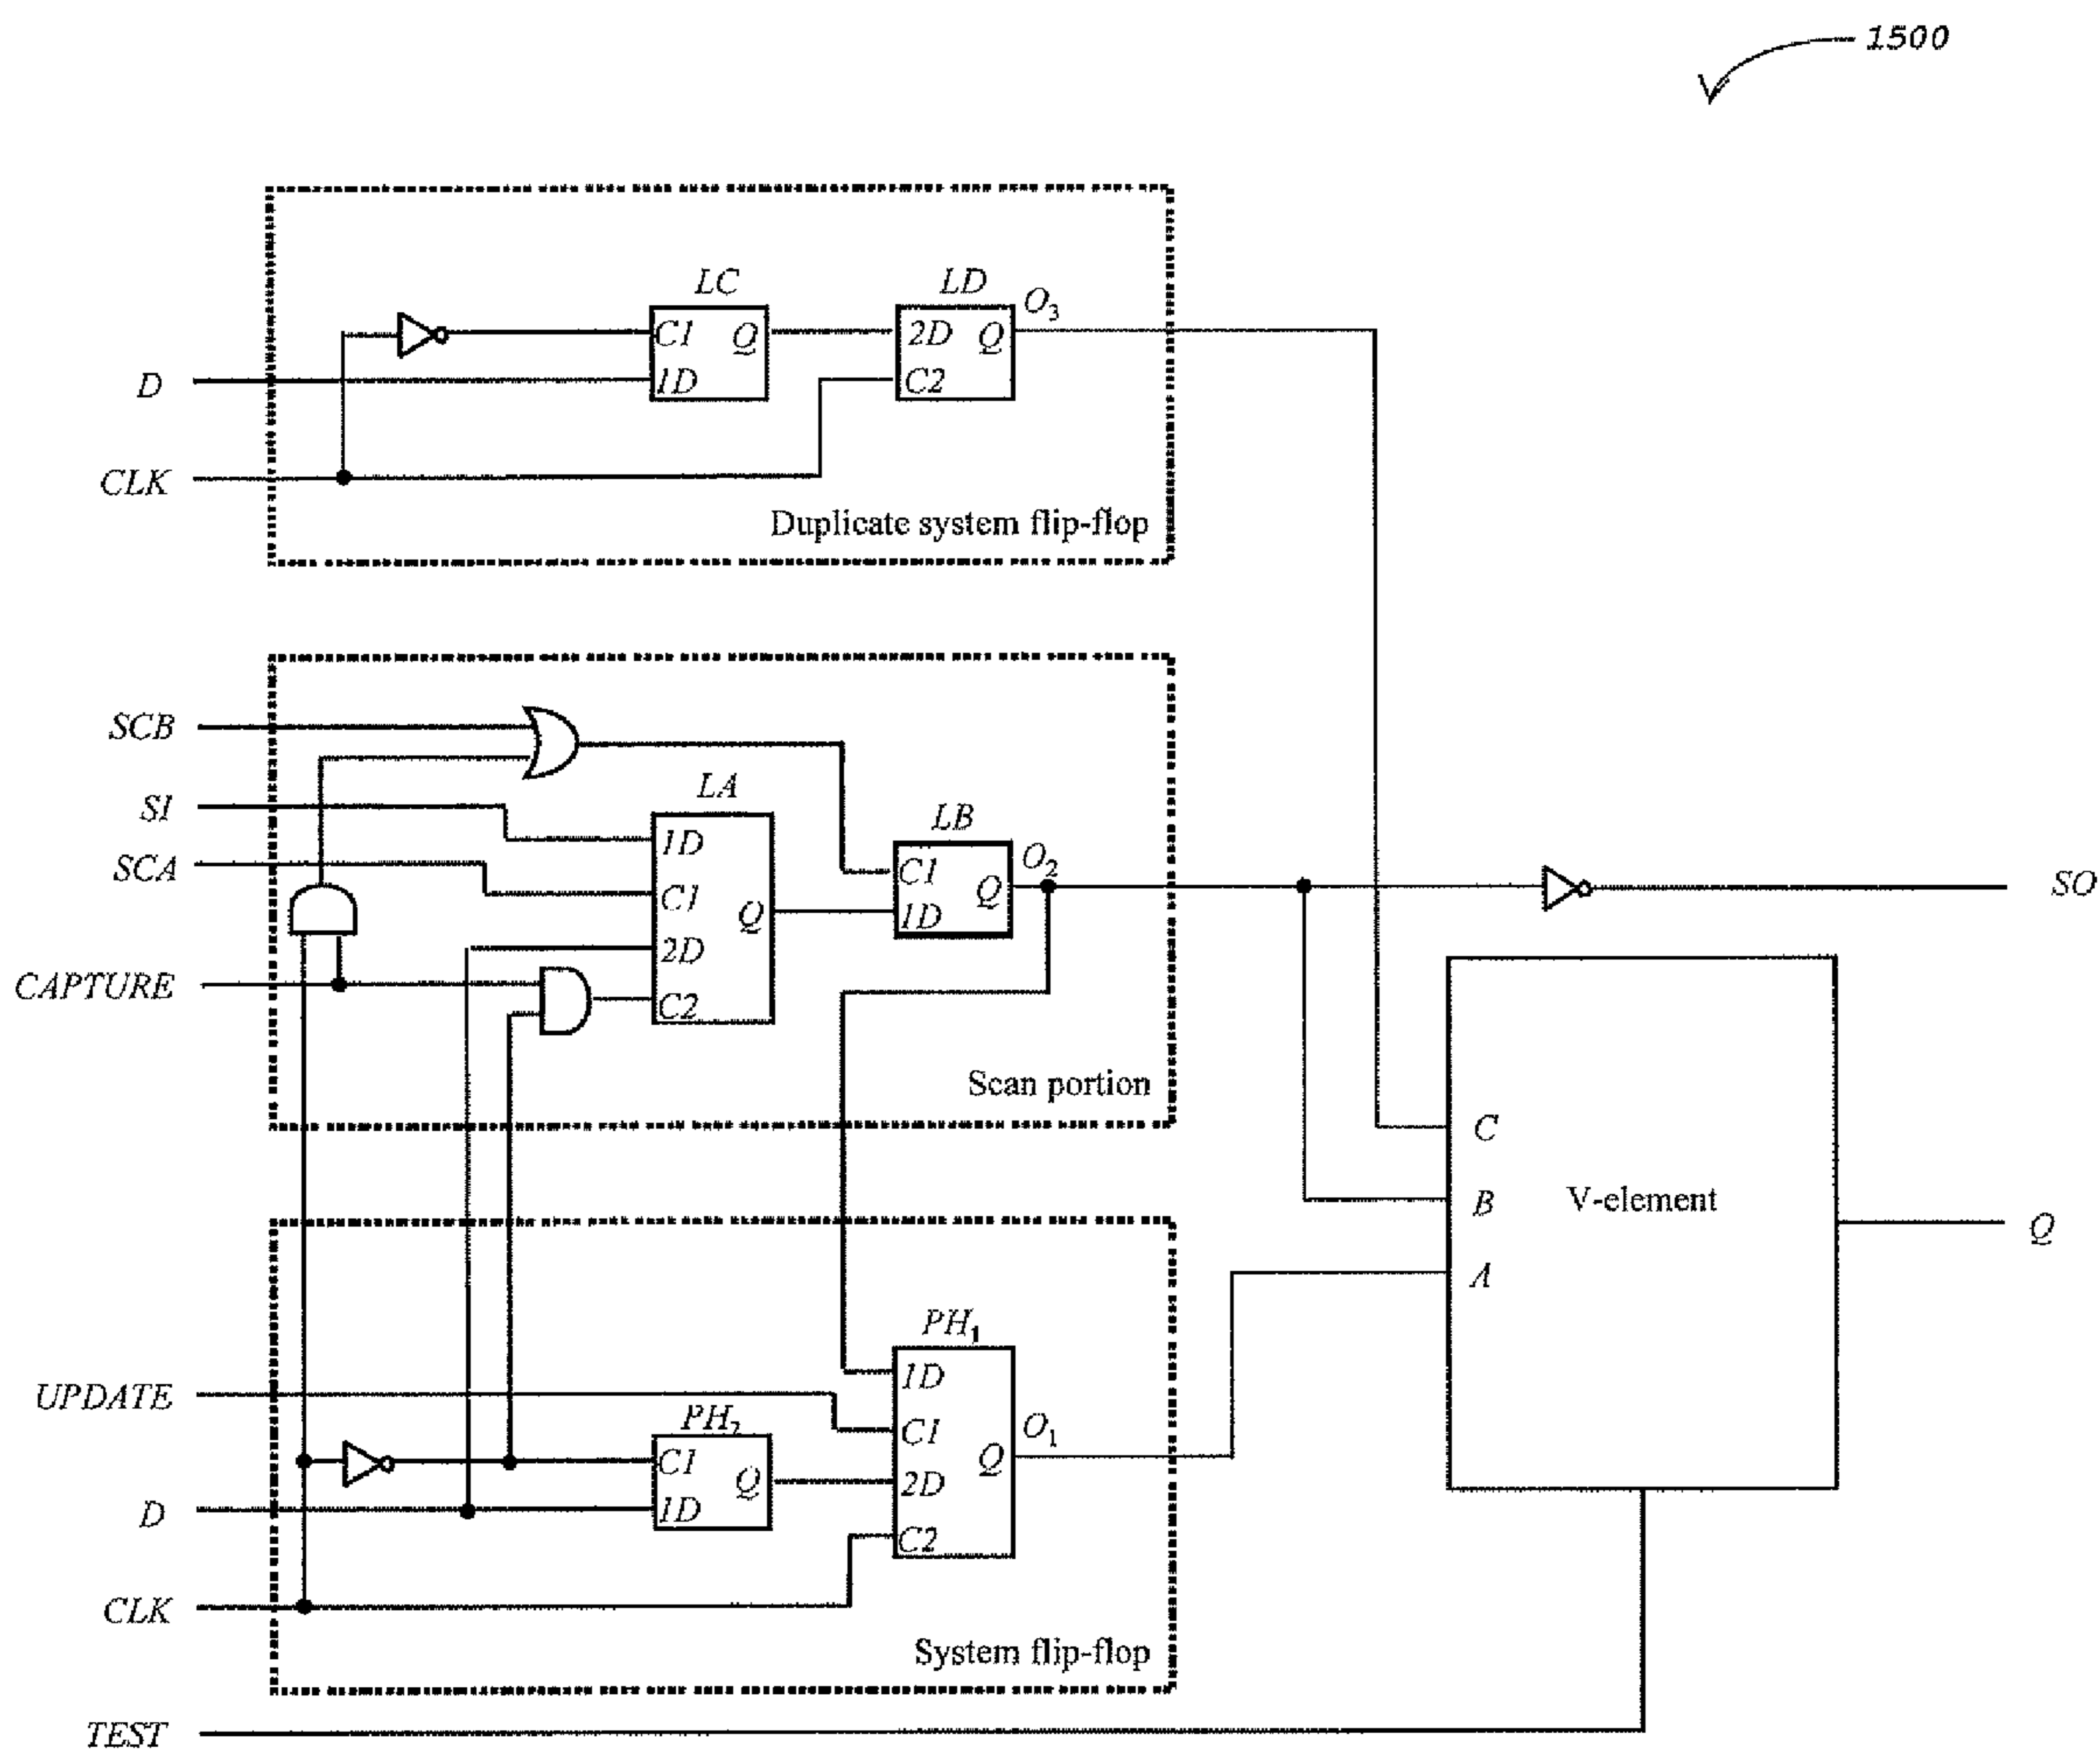 1500
LC
LD
O3
C1 Q
1D
2D Q
C2
D
CLK
Duplicate system flip-flop
SCB
SI
SCA
CAPTURE
LA
1D
C1
Q
2D
C2
LB
O2
C1
Q
1D
SO
Scan portion
C
B
A
V-element
Q
UPDATE
D
CLK
PH2
C1
Q
1D
PH1
1D
C1
Q
2D
C2
O1
System flip-flop
TEST